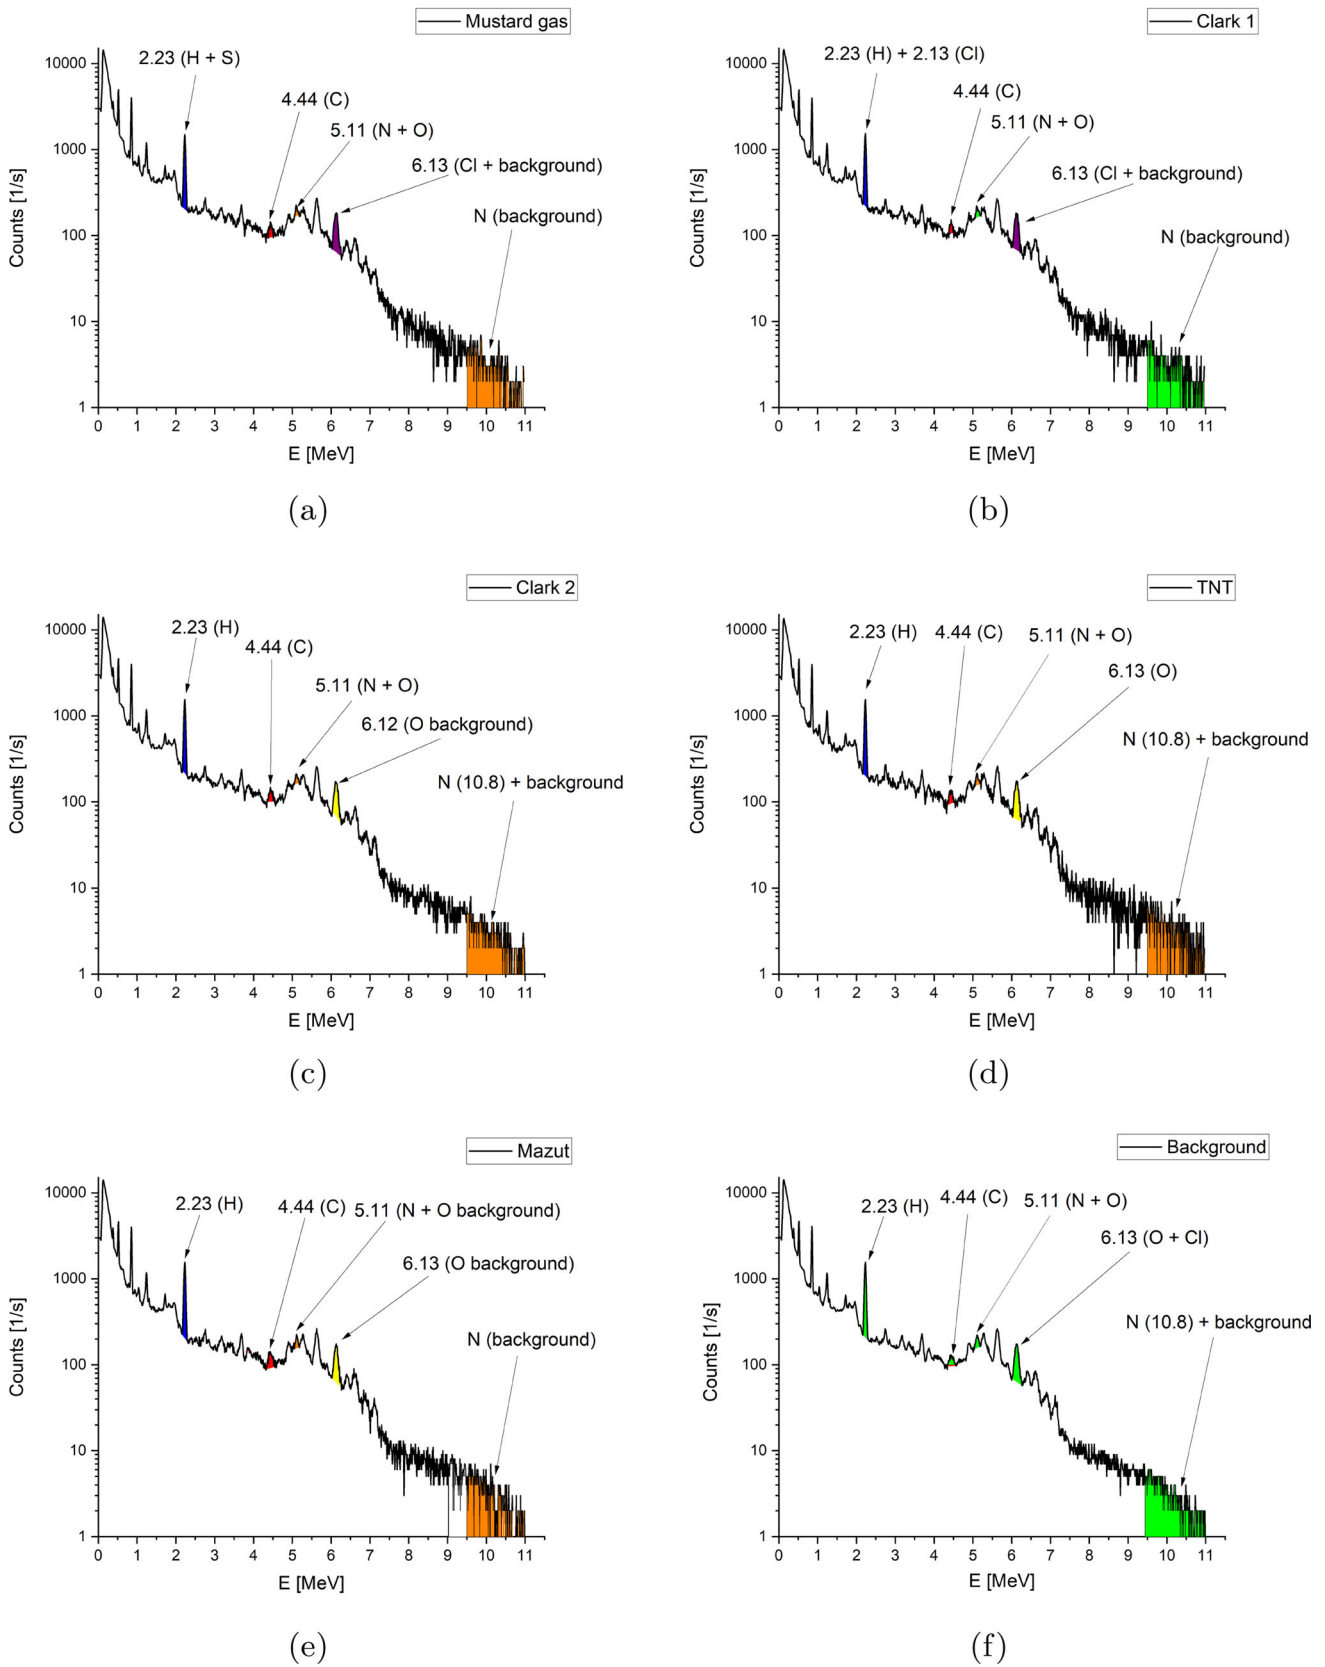 Mustard gas
2.23 (H + S)
4.44 (C)
5.11 (N + O)
6.13 (Cl + background)
N (background)
Counts [1/s]
10000
1000
100
10
1
0 1 2 3 4 5 6 7 8 9 10 11
E [MeV]
(a)
Clark 1
2.23 (H) + 2.13 (Cl)
4.44 (C)
5.11 (N + O)
6.13 (Cl + background)
N (background)
Counts [1/s]
10000
1000
100
10
1
0 1 2 3 4 5 6 7 8 9 10 11
E [MeV]
(b)
Clark 2
2.23 (H)
4.44 (C)
5.11 (N + O)
6.12 (O background)
N (10.8) + background
Counts [1/s]
10000
1000
100
10
1
0 1 2 3 4 5 6 7 8 9 10 11
E [MeV]
(c)
TNT
2.23 (H)
4.44 (C)
5.11 (N + O)
6.13 (O)
N (10.8) + background
Counts [1/s]
10000
1000
100
10
1
0 1 2 3 4 5 6 7 8 9 10 11
E [MeV]
(d)
Mazut
2.23 (H)
4.44 (C)
5.11 (N + O background)
6.13 (O background)
N (background)
Counts [1/s]
10000
1000
100
10
1
0 1 2 3 4 5 6 7 8 9 10 11
E [MeV]
(e)
Background
2.23 (H)
4.44 (C)
5.11 (N + O)
6.13 (O + Cl)
N (10.8) + background
Counts [1/s]
10000
1000
100
10
1
0 1 2 3 4 5 6 7 8 9 10 11
E [MeV]
(f)